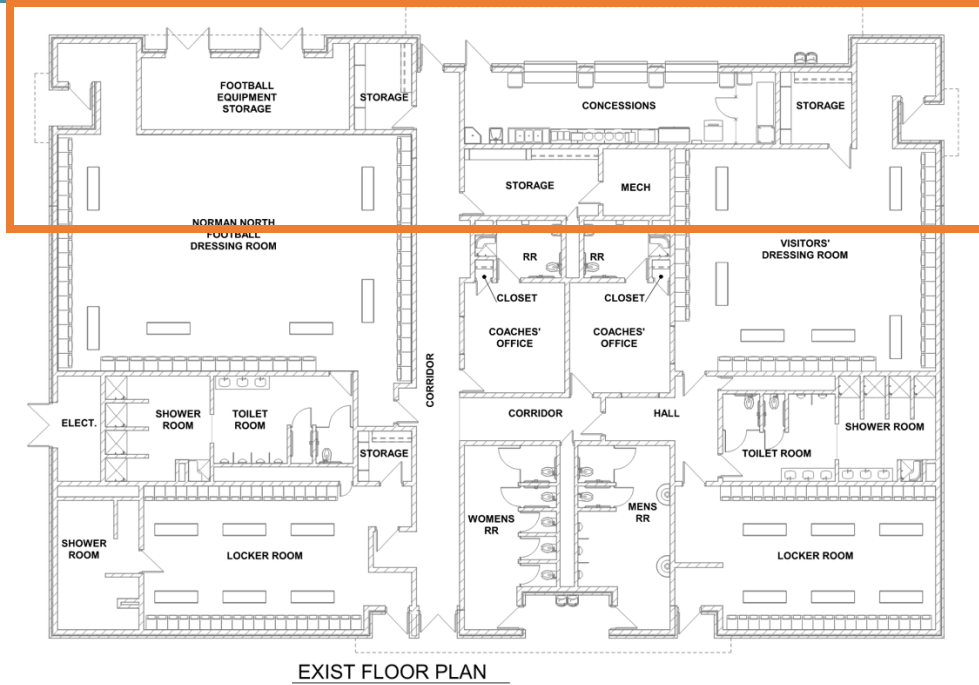 FOOTBALL
EQUIPMENT
STORAGE
STORAGE
CONCESSIONS
STORAGE
STORAGE
MECH
NORMAN NORTH
FOOTBALL
DRESSING ROOM
RR
RR
VISITORS'
DRESSING ROOM
CLOSET
CLOSET
COACHES'
OFFICE
COACHES'
OFFICE
CORRIDOR
ELECT.
SHOWER
ROOM
TOILET
ROOM
CORRIDOR
HALL
SHOWER ROOM
STORAGE
TOILET ROOM
WOMENS
RR
MENS
RR
SHOWER
ROOM
LOCKER ROOM
LOCKER ROOM
EXIST FLOOR PLAN